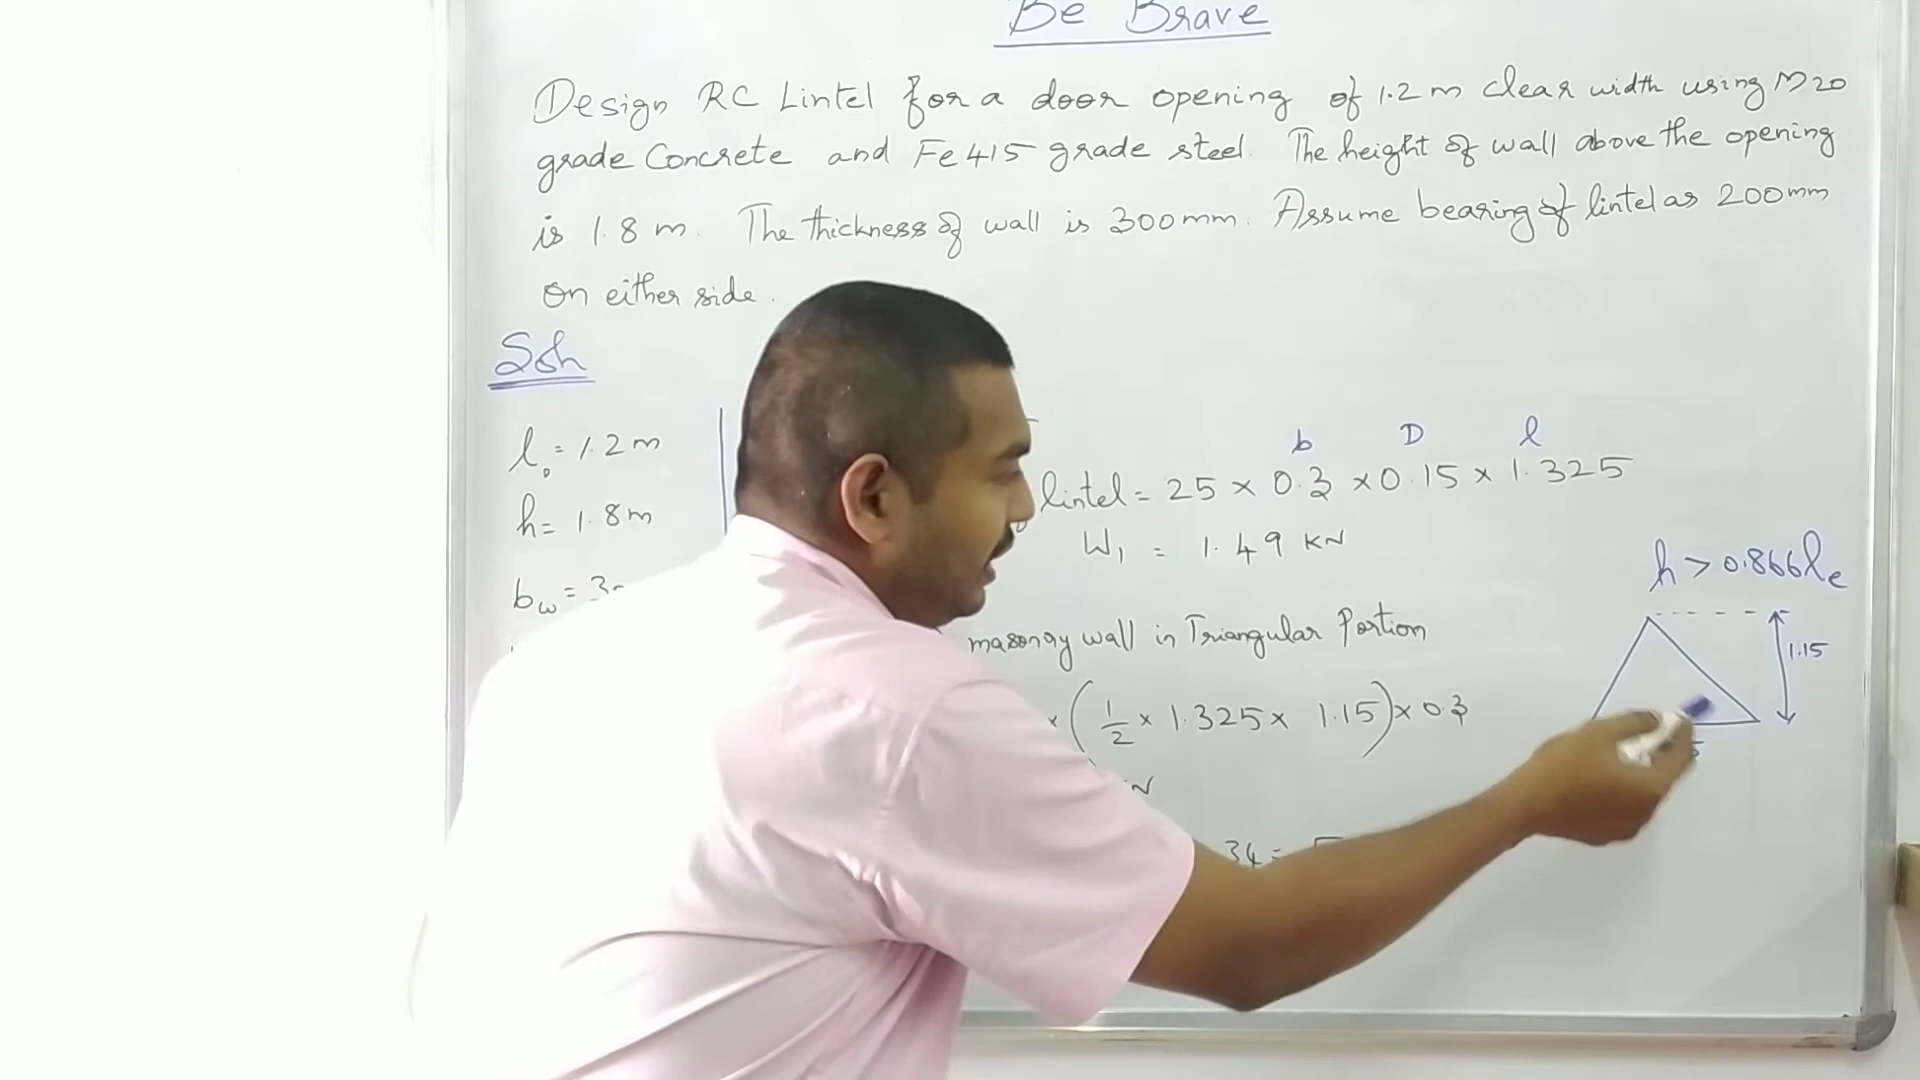 Be Brave
Design RC Lintel for a door opening of 1.2 m clear width using M20
grade Concrete and Fe415 grade steel. The height of wall above the opening
is 1.8 m. The thickness of wall is 300mm. Assume bearing of lintel as 200mm
on either side.
Soln
l₀ = 1.2 m
h = 1.8 m
b_w =
b D l
lintel = 25 × 0.3 × 0.15 × 1.325
W₁ = 1.49 KN
h > 0.866 le
masonry wall in Triangular Portion
1.15
× (1/2 × 1.325 × 1.15) × 0.3
34 =